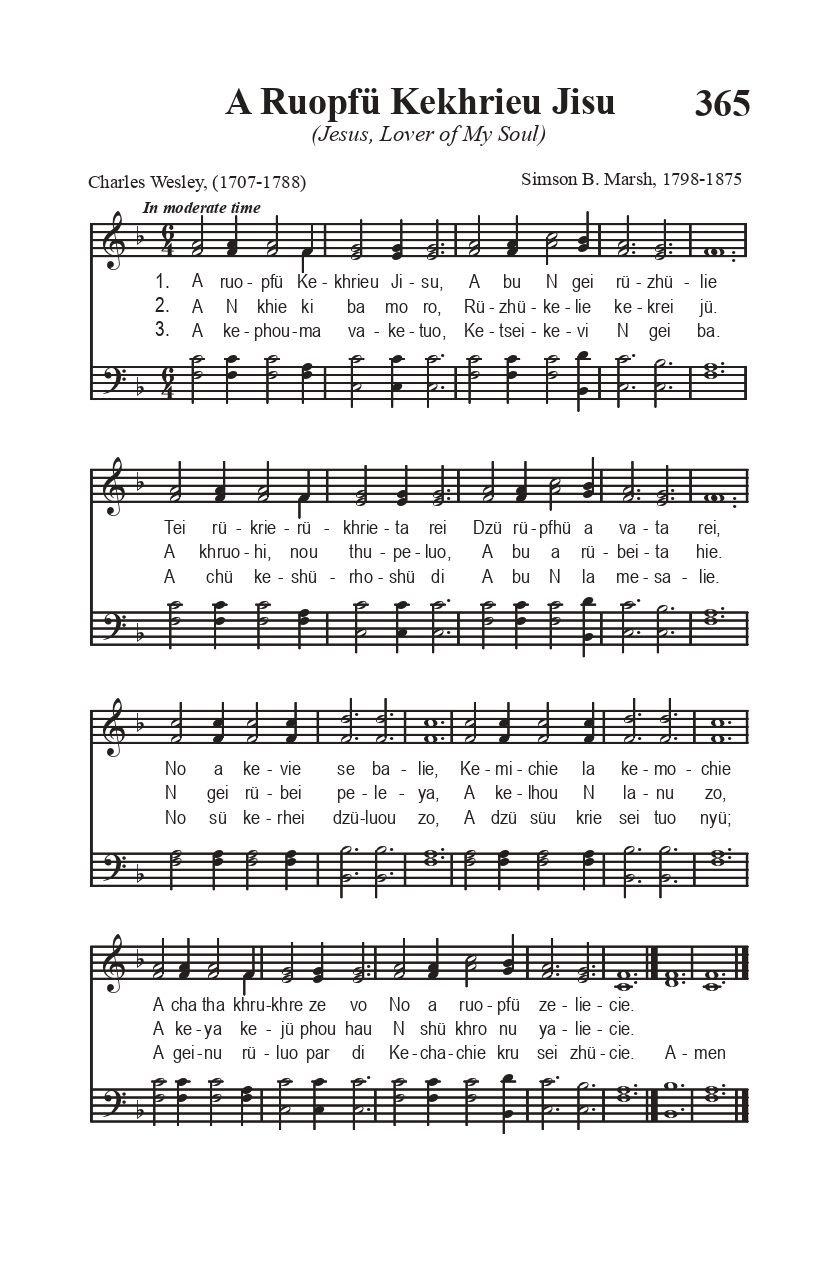 A Ruopfü Kekhrieu Jisu 365
(Jesus, Lover of My Soul)
Charles Wesley, (1707-1788) Simson B. Marsh, 1798-1875
In moderate time
1. A ruo - pfü Ke - khrieu Ji - su, A bu N gei rü - zhü - lie
2. A N khie ki ba mo ro, Rü - zhü - ke - lie ke - krei jü.
3. A ke - phou - ma va - ke - tuo, Ke - tsei - ke - vi N gei ba.
Tei rü - krie - rü - khrie - ta rei Dzü rü - pfhü a va - ta rei,
A khruo - hi, nou thu - pe - luo, A bu a rü - bei - ta hie.
A chü ke - shü - rho - shü di A bu N la me - sa - lie.
No a ke - vie se ba - lie, Ke - mi - chie la ke - mo - chie
N gei rü - bei pe - le - ya, A ke - lhou N la - nu zo,
No sü ke - rhei dzü - luou zo, A dzü süu krie sei tuo nyü;
A cha tha khru - khre ze vo No a ruo - pfü ze - lie - cie.
A ke - ya ke - jü phou hau N shü khro nu ya - lie - cie.
A gei - nu rü - luo par di Ke - cha - chie kru sei zhü - cie. A - men